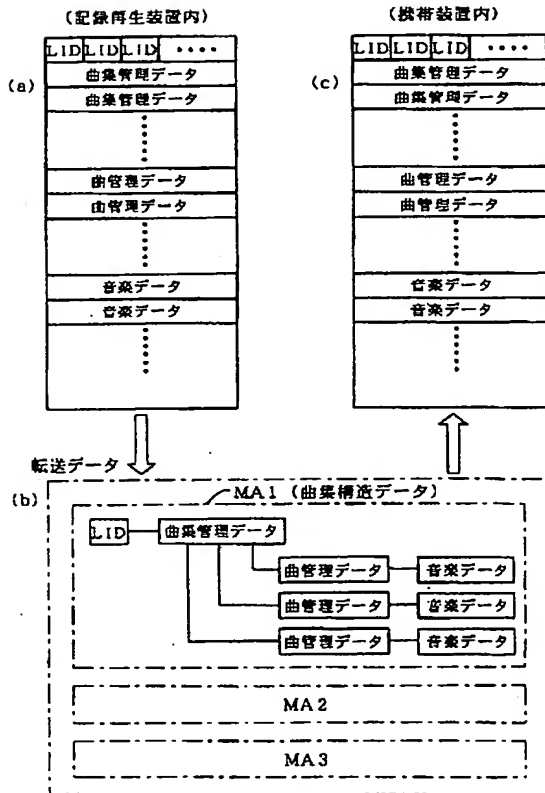 (記録再生装置内)
(a)
LID LID LID ‥‥
曲集管理データ
曲集管理データ
曲管理データ
曲管理データ
音楽データ
音楽データ
(携帯装置内)
(c)
LID LID LID ‥‥
曲集管理データ
曲集管理データ
曲管理データ
曲管理データ
音楽データ
音楽データ
転送データ
(b)
MA1(曲集構造データ)
LID 曲集管理データ
曲管理データ 音楽データ
曲管理データ 音楽データ
曲管理データ 音楽データ
MA2
MA3